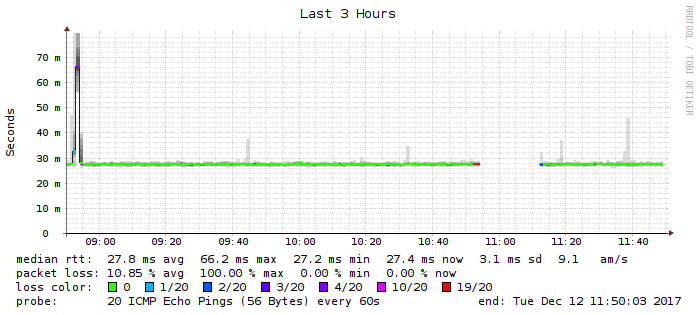 Last 3 Hours
RRDTOOL / TOBI OETIKER
Seconds
70 m
60 m
50 m
40 m
30 m
20 m
10 m
0
09:00 09:20 09:40 10:00 10:20 10:40 11:00 11:20 11:40
median rtt: 27.8 ms avg 66.2 ms max 27.2 ms min 27.4 ms now 3.1 ms sd 9.1 am/s
packet loss: 10.85 % avg 100.00 % max 0.00 % min 0.00 % now
loss color: 0 1/20 2/20 3/20 4/20 10/20 19/20
probe: 20 ICMP Echo Pings (56 Bytes) every 60s end: Tue Dec 12 11:50:03 2017